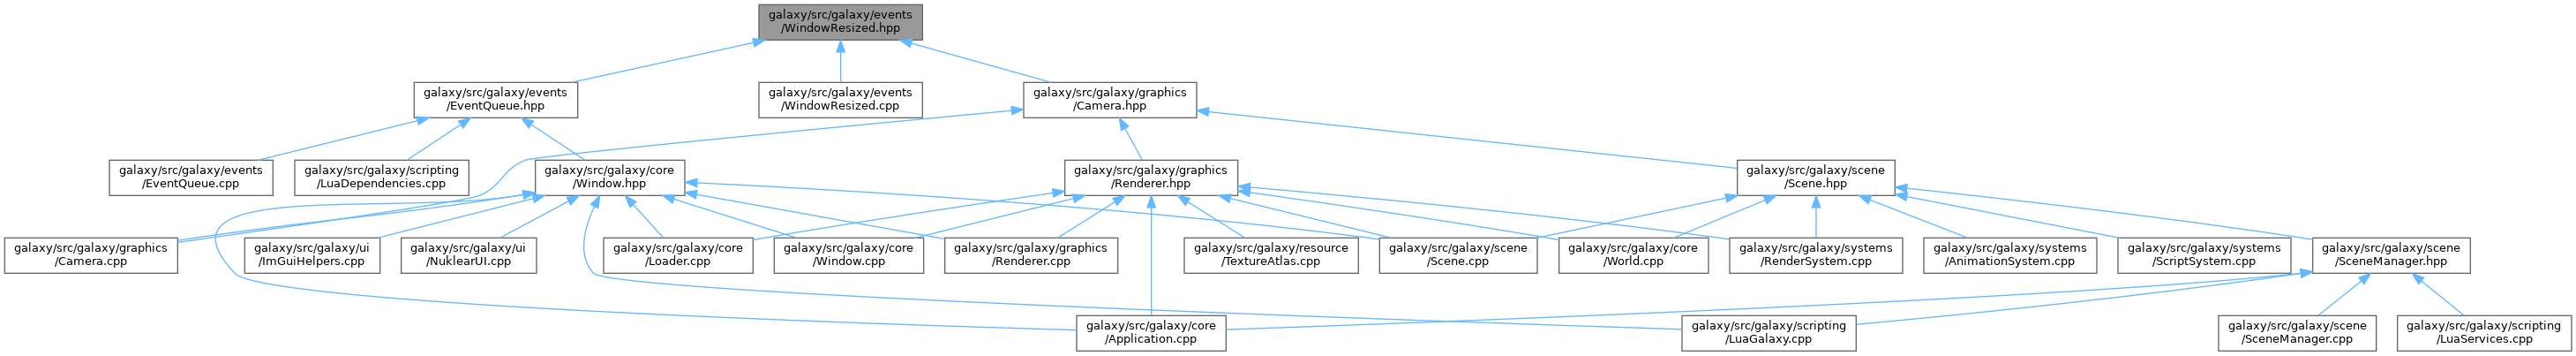 galaxy/src/galaxy/events
/WindowResized.hpp
galaxy/src/galaxy/events
/EventQueue.hpp
galaxy/src/galaxy/events
/WindowResized.cpp
galaxy/src/galaxy/graphics
/Camera.hpp
galaxy/src/galaxy/events
/EventQueue.cpp
galaxy/src/galaxy/scripting
/LuaDependencies.cpp
galaxy/src/galaxy/core
/Window.hpp
galaxy/src/galaxy/graphics
/Renderer.hpp
galaxy/src/galaxy/scene
/Scene.hpp
galaxy/src/galaxy/graphics
/Camera.cpp
galaxy/src/galaxy/ui
/ImGuiHelpers.cpp
galaxy/src/galaxy/ui
/NuklearUI.cpp
galaxy/src/galaxy/core
/Loader.cpp
galaxy/src/galaxy/core
/Window.cpp
galaxy/src/galaxy/graphics
/Renderer.cpp
galaxy/src/galaxy/resource
/TextureAtlas.cpp
galaxy/src/galaxy/scene
/Scene.cpp
galaxy/src/galaxy/core
/World.cpp
galaxy/src/galaxy/systems
/RenderSystem.cpp
galaxy/src/galaxy/systems
/AnimationSystem.cpp
galaxy/src/galaxy/systems
/ScriptSystem.cpp
galaxy/src/galaxy/scene
/SceneManager.hpp
galaxy/src/galaxy/core
/Application.cpp
galaxy/src/galaxy/scripting
/LuaGalaxy.cpp
galaxy/src/galaxy/scene
/SceneManager.cpp
galaxy/src/galaxy/scripting
/LuaServices.cpp